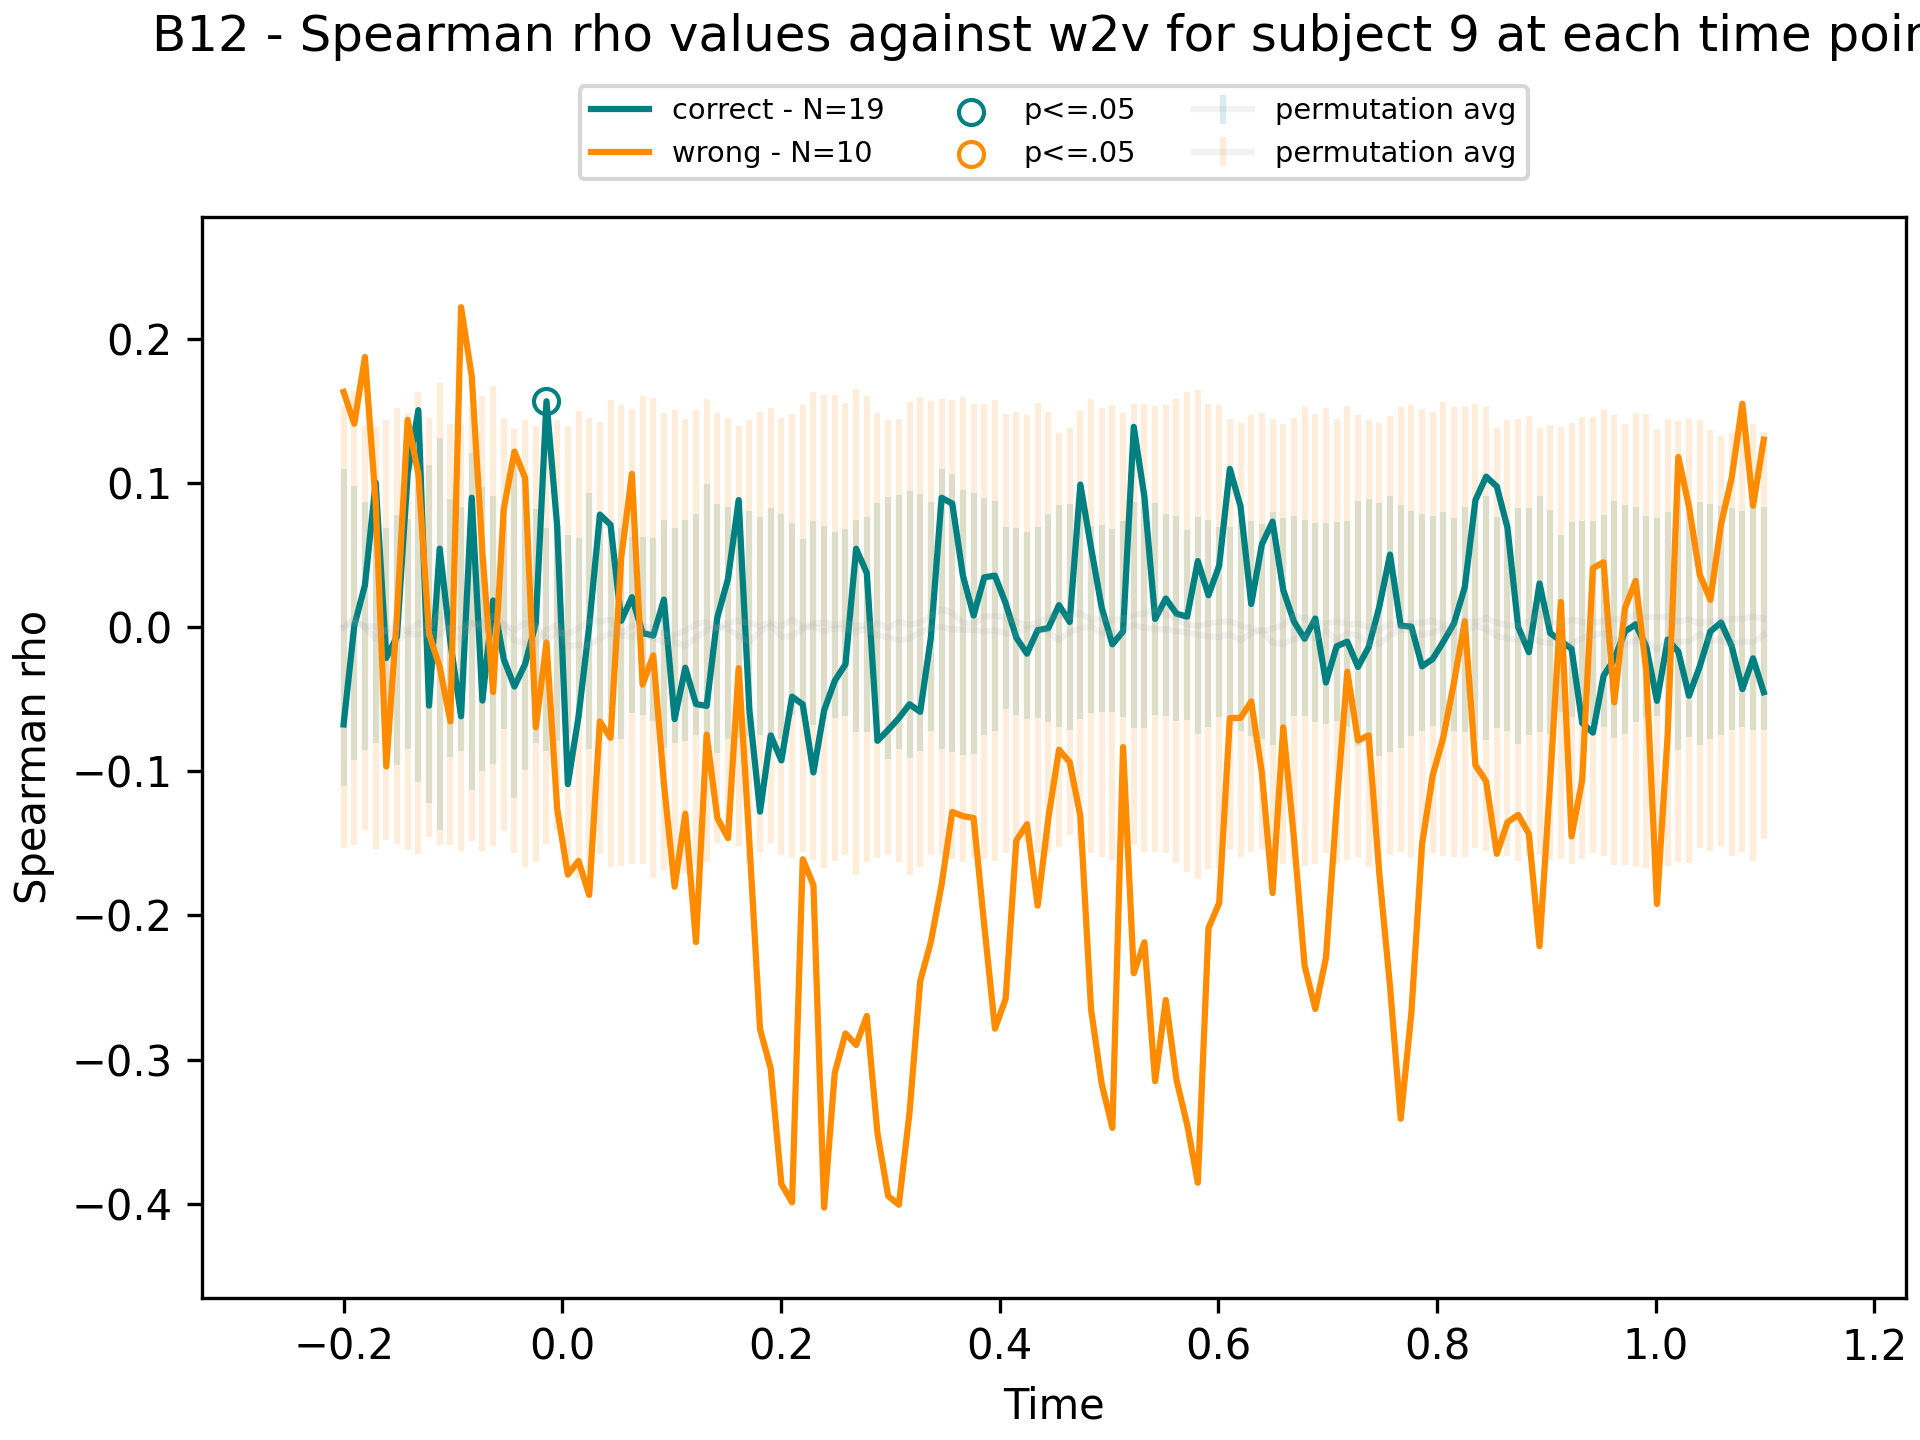 B12 - Spearman rho values against w2v for subject 9 at each time poin
correct - N=19 p<=.05 permutation avg
wrong - N=10 p<=.05 permutation avg
0.2
0.1
0.0
−0.1
−0.2
−0.3
−0.4
Spearman rho
−0.2 0.0 0.2 0.4 0.6 0.8 1.0 1.2
Time